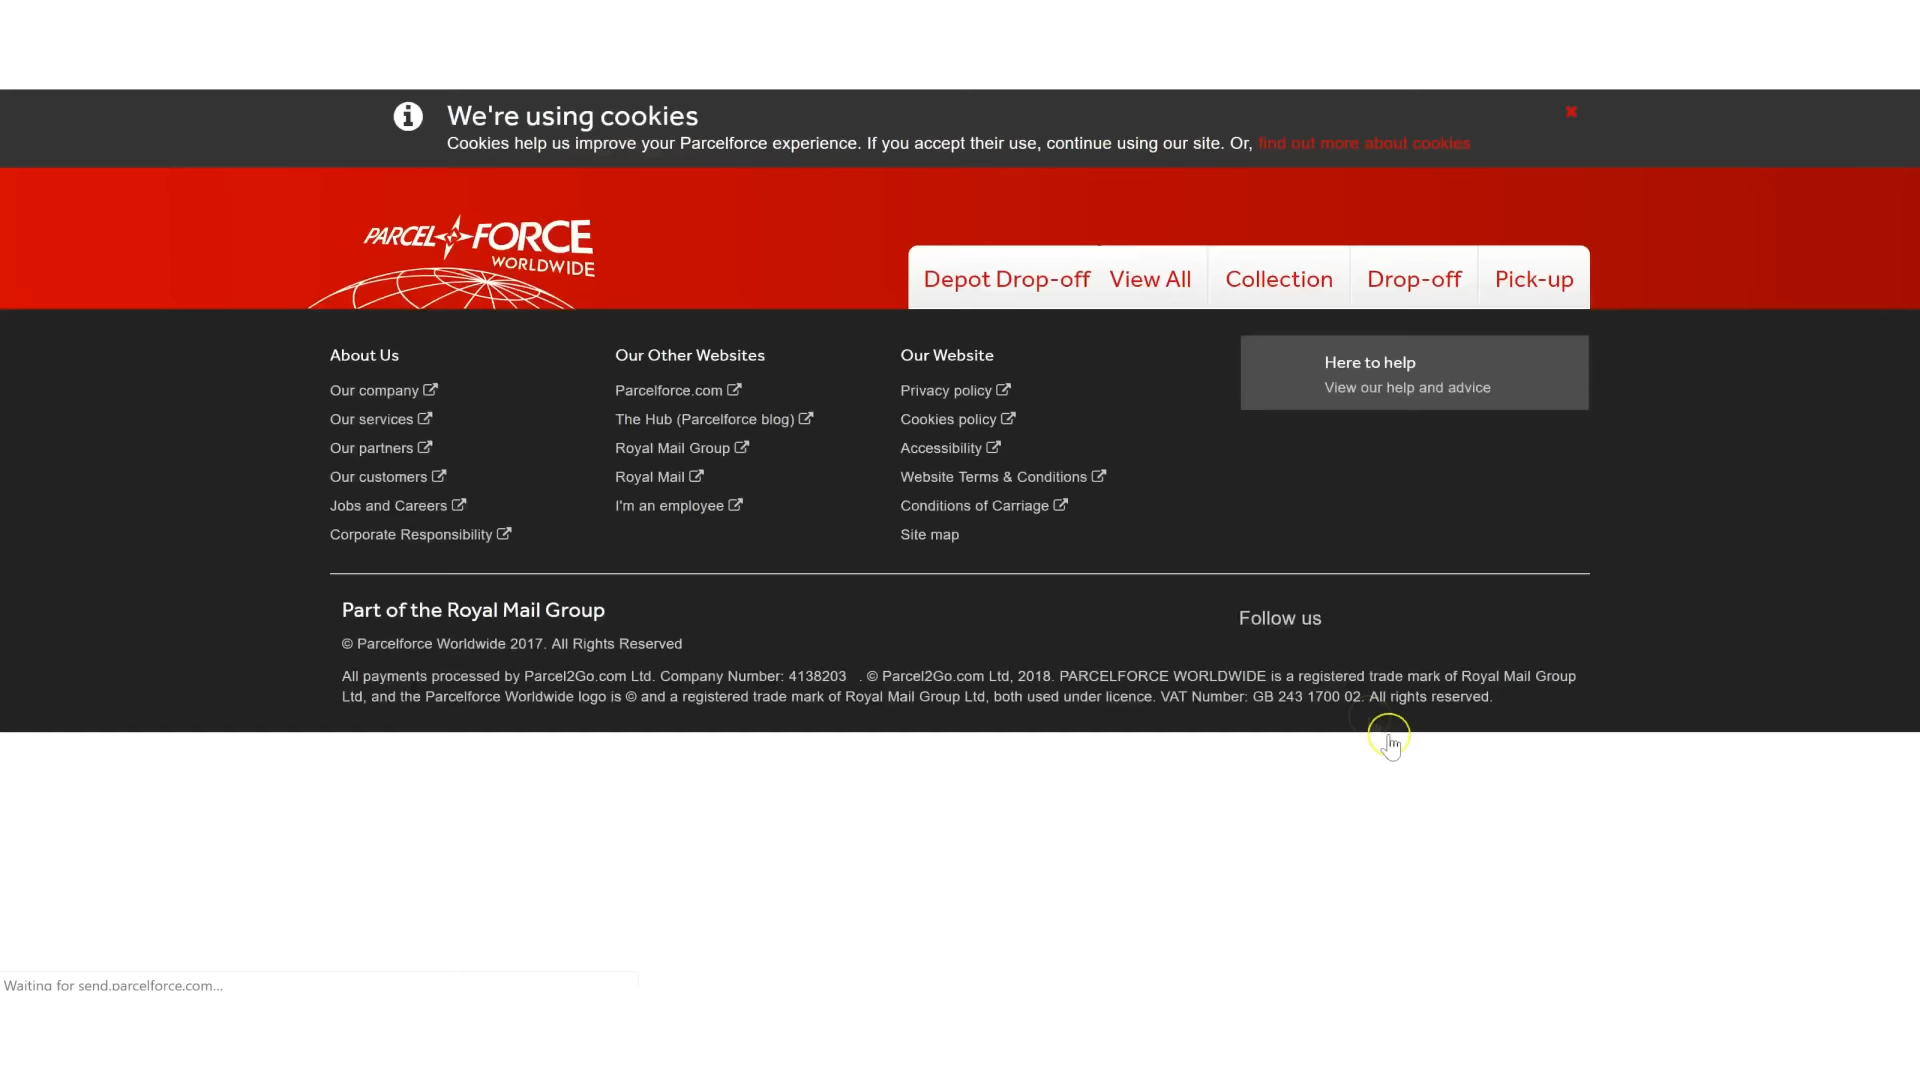 We're using cookies
Cookies help us improve your Parcelforce experience. If you accept their use, continue using our site. Or, find out more about cookies
PARCEL FORCE
WORLDWIDE
Depot Drop-off View All Collection Drop-off Pick-up
About Us
Our company
Our services
Our partners
Our customers
Jobs and Careers
Corporate Responsibility
Our Other Websites
Parcelforce.com
The Hub (Parcelforce blog)
Royal Mail Group
Royal Mail
I'm an employee
Our Website
Privacy policy
Cookies policy
Accessibility
Website Terms & Conditions
Conditions of Carriage
Site map
Here to help
View our help and advice
Part of the Royal Mail Group
© Parcelforce Worldwide 2017. All Rights Reserved
Follow us
All payments processed by Parcel2Go.com Ltd. Company Number: 4138203 . © Parcel2Go.com Ltd, 2018. PARCELFORCE WORLDWIDE is a registered trade mark of Royal Mail Group
Ltd, and the Parcelforce Worldwide logo is © and a registered trade mark of Royal Mail Group Ltd, both used under licence. VAT Number: GB 243 1700 02. All rights reserved.
Waiting for send.parcelforce.com...